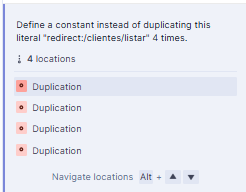 Define a constant instead of duplicating this
literal "redirect:/clientes/listar" 4 times.
4 locations
Duplication
Duplication
Duplication
Duplication
Navigate locations Alt + ▲ ▼